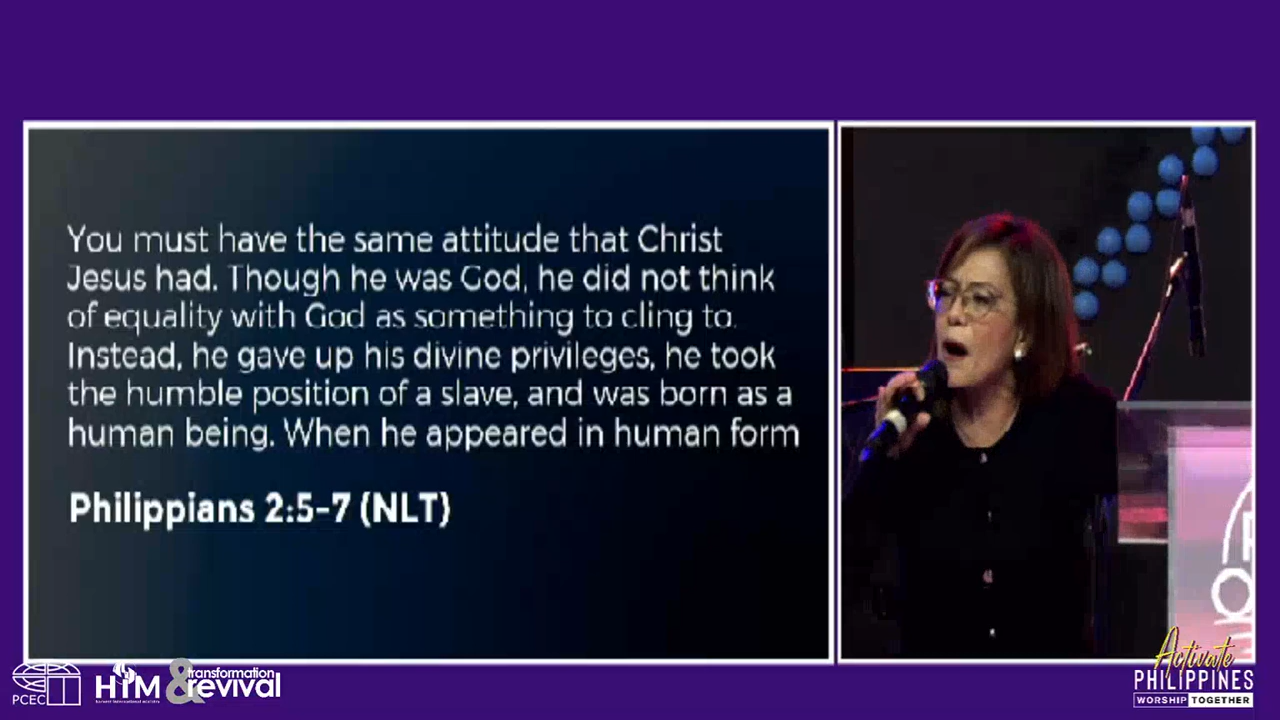 You must have the same attitude that Christ
Jesus had. Though he was God, he did not think
of equality with God as something to cling to.
Instead, he gave up his divine privileges, he took
the humble position of a slave, and was born as a
human being. When he appeared in human form
Philippians 2:5-7 (NLT)
PCEC
HIM
& transformation
revival
Activate
PHILIPPINES
WORSHIP TOGETHER